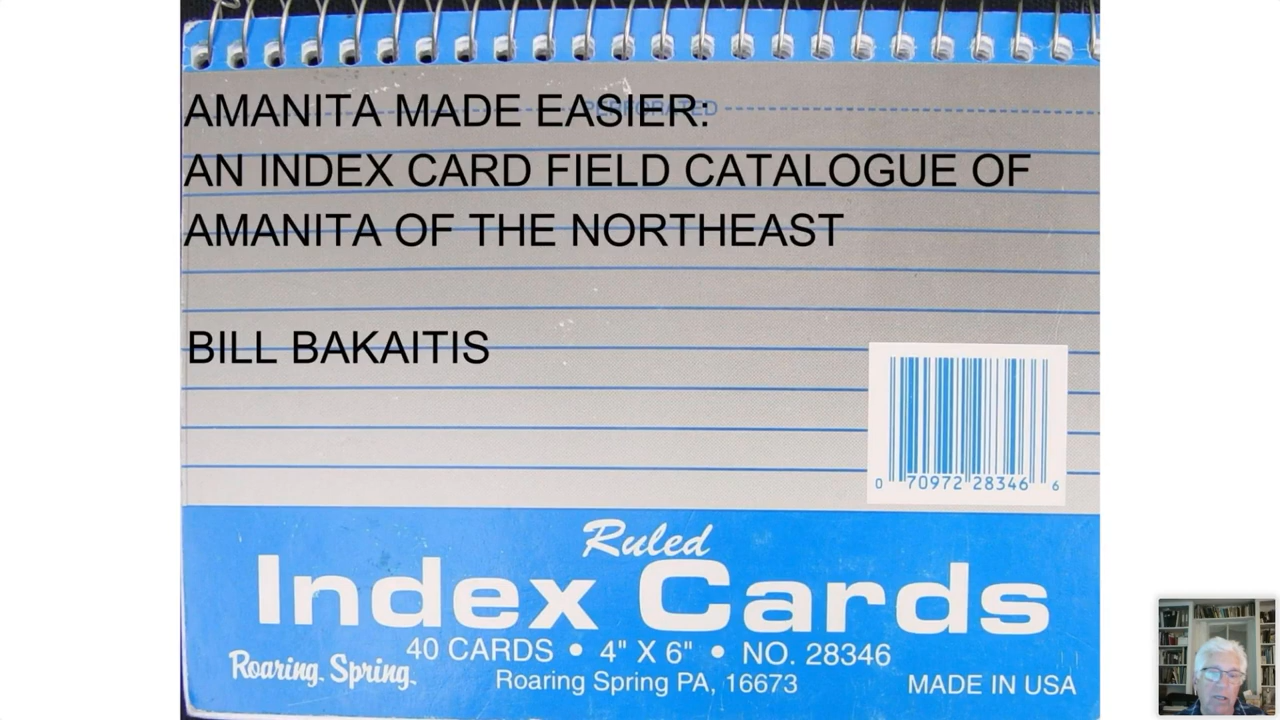 PERFORATED
AMANITA MADE EASIER:
AN INDEX CARD FIELD CATALOGUE OF
AMANITA OF THE NORTHEAST
BILL BAKAITIS
0 70972 28346 6
Ruled
Index Cards
40 CARDS • 4" X 6" • NO. 28346
Roaring Spring
Roaring Spring PA, 16673
MADE IN USA